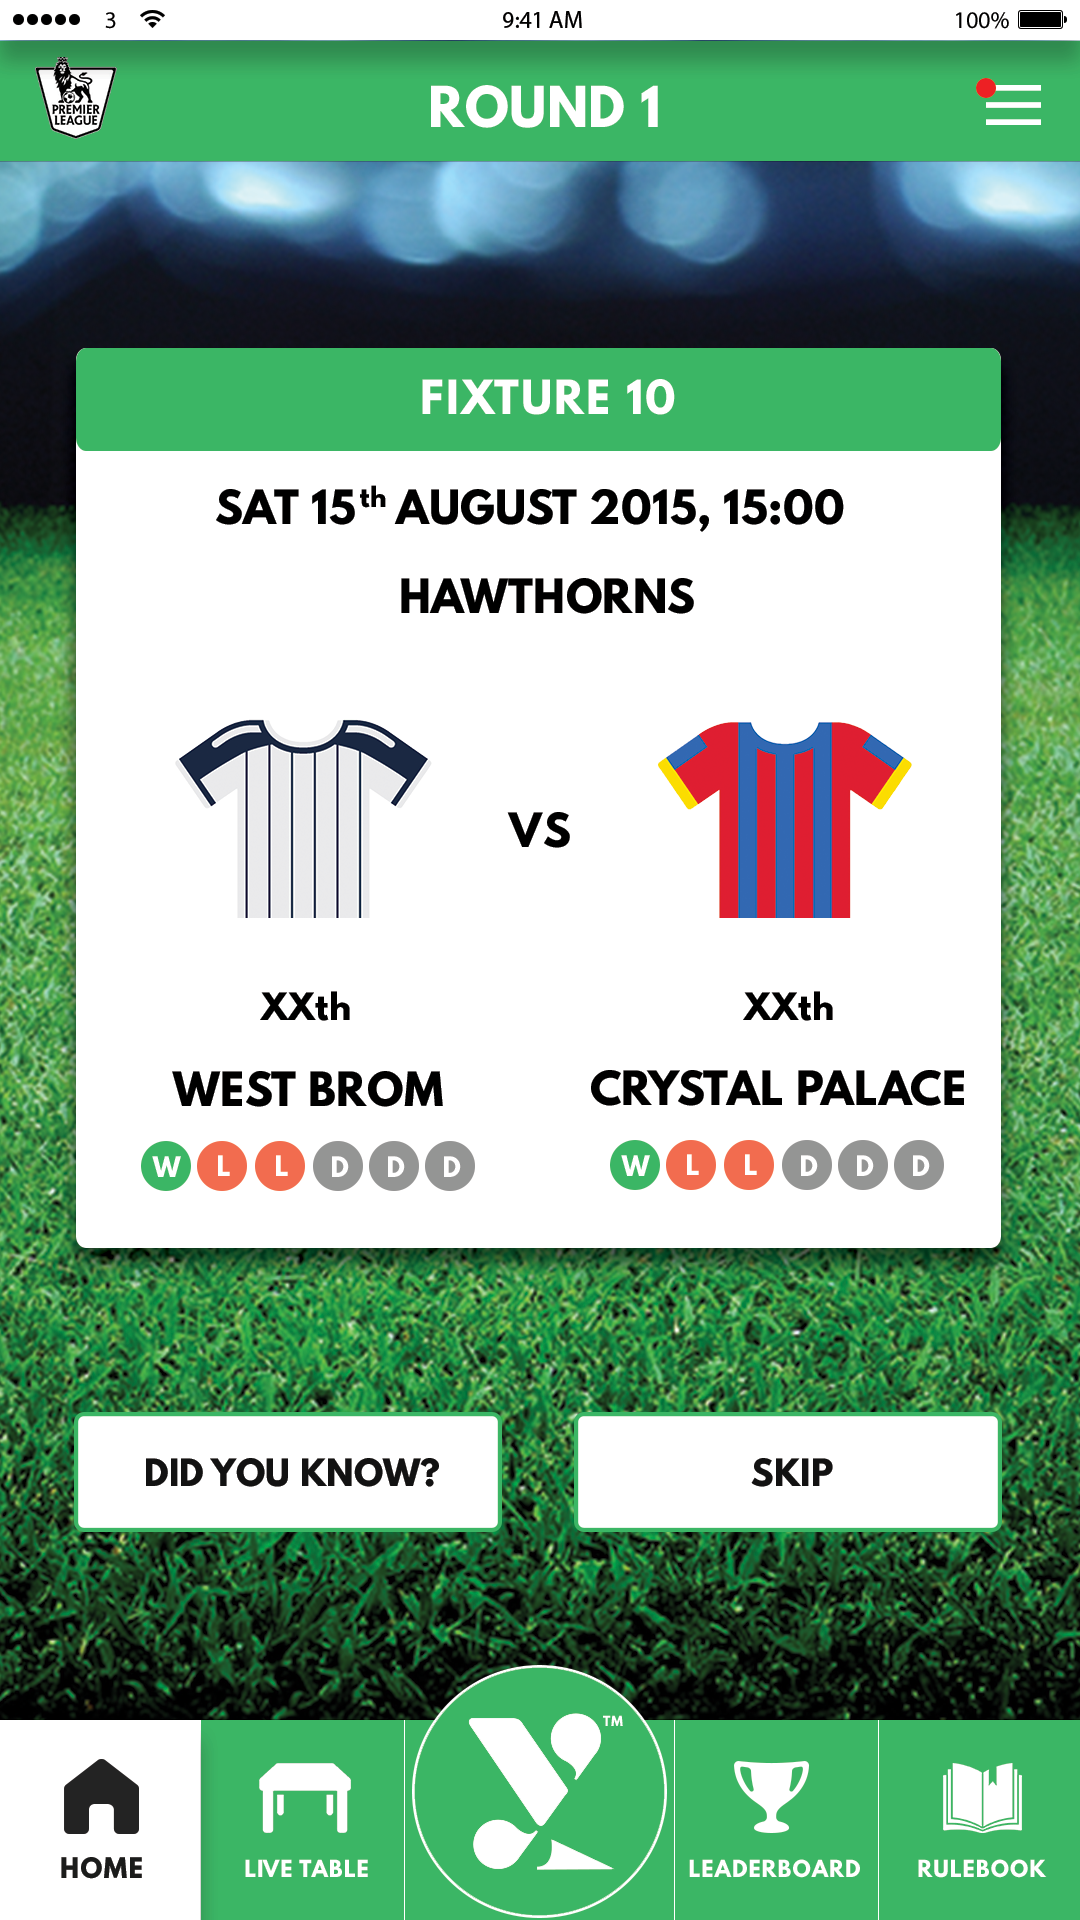 3 9:41 AM 100%
PREMIER
LEAGUE
ROUND 1
FIXTURE 10
SAT 15th AUGUST 2015, 15:00
HAWTHORNS
VS
XXth XXth
WEST BROM CRYSTAL PALACE
W L L D D D W L L D D D
DID YOU KNOW? SKIP
TM
HOME LIVE TABLE LEADERBOARD RULEBOOK